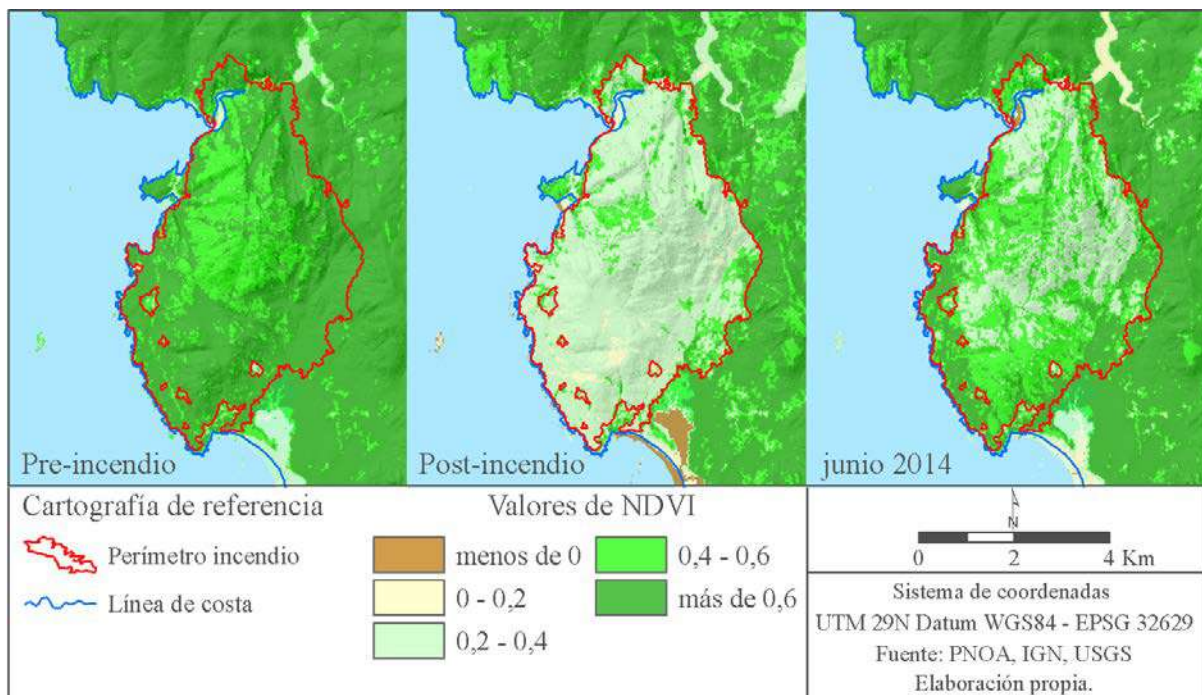 Pre-incendio
Post-incendio
junio 2014
Cartografía de referencia
Perímetro incendio
Línea de costa
Valores de NDVI
menos de 0
0 - 0,2
0,2 - 0,4
0,4 - 0,6
más de 0,6
N
0 2 4 Km
Sistema de coordenadas
UTM 29N Datum WGS84 - EPSG 32629
Fuente: PNOA, IGN, USGS
Elaboración propia.